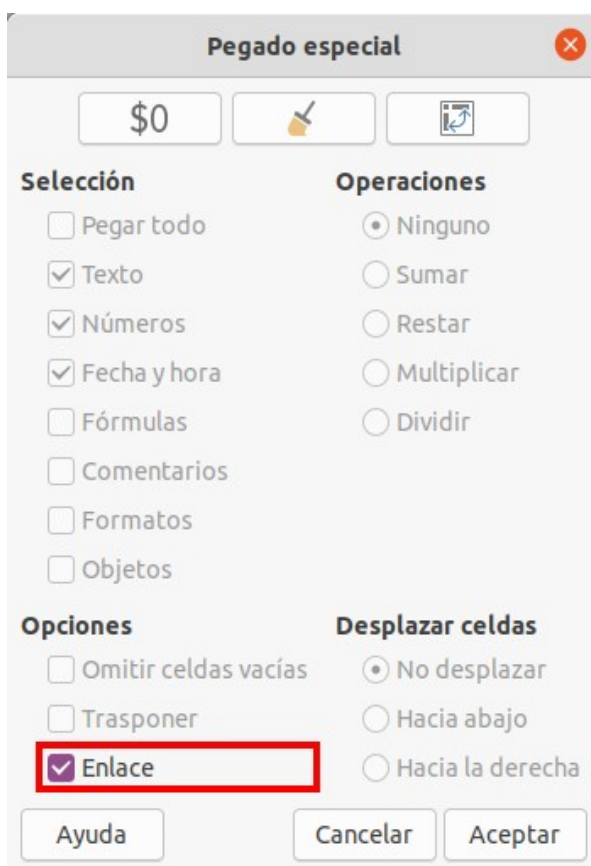 Pegado especial
$0
Selección
Pegar todo
Texto
Números
Fecha y hora
Fórmulas
Comentarios
Formatos
Objetos
Operaciones
Ninguno
Sumar
Restar
Multiplicar
Dividir
Opciones
Omitir celdas vacías
Trasponer
Enlace
Desplazar celdas
No desplazar
Hacia abajo
Hacia la derecha
Ayuda
Cancelar
Aceptar